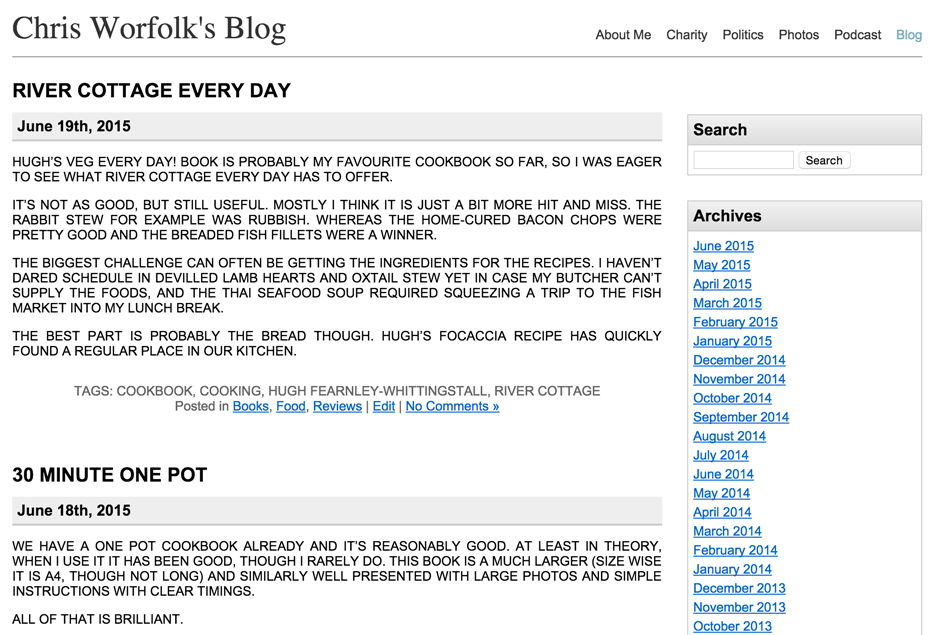 Chris Worfolk's Blog
About Me Charity Politics Photos Podcast Blog
RIVER COTTAGE EVERY DAY
June 19th, 2015
HUGH'S VEG EVERY DAY! BOOK IS PROBABLY MY FAVOURITE COOKBOOK SO FAR, SO I WAS EAGER
TO SEE WHAT RIVER COTTAGE EVERY DAY HAS TO OFFER.
IT'S NOT AS GOOD, BUT STILL USEFUL. MOSTLY I THINK IT IS JUST A BIT MORE HIT AND MISS. THE
RABBIT STEW FOR EXAMPLE WAS RUBBISH. WHEREAS THE HOME-CURED BACON CHOPS WERE
PRETTY GOOD AND THE BREADED FISH FILLETS WERE A WINNER.
THE BIGGEST CHALLENGE CAN OFTEN BE GETTING THE INGREDIENTS FOR THE RECIPES. I HAVEN'T
DARED SCHEDULE IN DEVILLED LAMB HEARTS AND OXTAIL STEW YET IN CASE MY BUTCHER CAN'T
SUPPLY THE FOODS, AND THE THAI SEAFOOD SOUP REQUIRED SQUEEZING A TRIP TO THE FISH
MARKET INTO MY LUNCH BREAK.
THE BEST PART IS PROBABLY THE BREAD THOUGH. HUGH'S FOCACCIA RECIPE HAS QUICKLY
FOUND A REGULAR PLACE IN OUR KITCHEN.
TAGS: COOKBOOK, COOKING, HUGH FEARNLEY-WHITTINGSTALL, RIVER COTTAGE
Posted in Books, Food, Reviews | Edit | No Comments »
30 MINUTE ONE POT
June 18th, 2015
WE HAVE A ONE POT COOKBOOK ALREADY AND IT'S REASONABLY GOOD. AT LEAST IN THEORY,
WHEN I USE IT IT HAS BEEN GOOD, THOUGH I RARELY DO. THIS BOOK IS A MUCH LARGER (SIZE WISE
IT IS A4, THOUGH NOT LONG) AND SIMILARLY WELL PRESENTED WITH LARGE PHOTOS AND SIMPLE
INSTRUCTIONS WITH CLEAR TIMINGS.
ALL OF THAT IS BRILLIANT.
Search
Search
Archives
June 2015
May 2015
April 2015
March 2015
February 2015
January 2015
December 2014
November 2014
October 2014
September 2014
August 2014
July 2014
June 2014
May 2014
April 2014
March 2014
February 2014
January 2014
December 2013
November 2013
October 2013